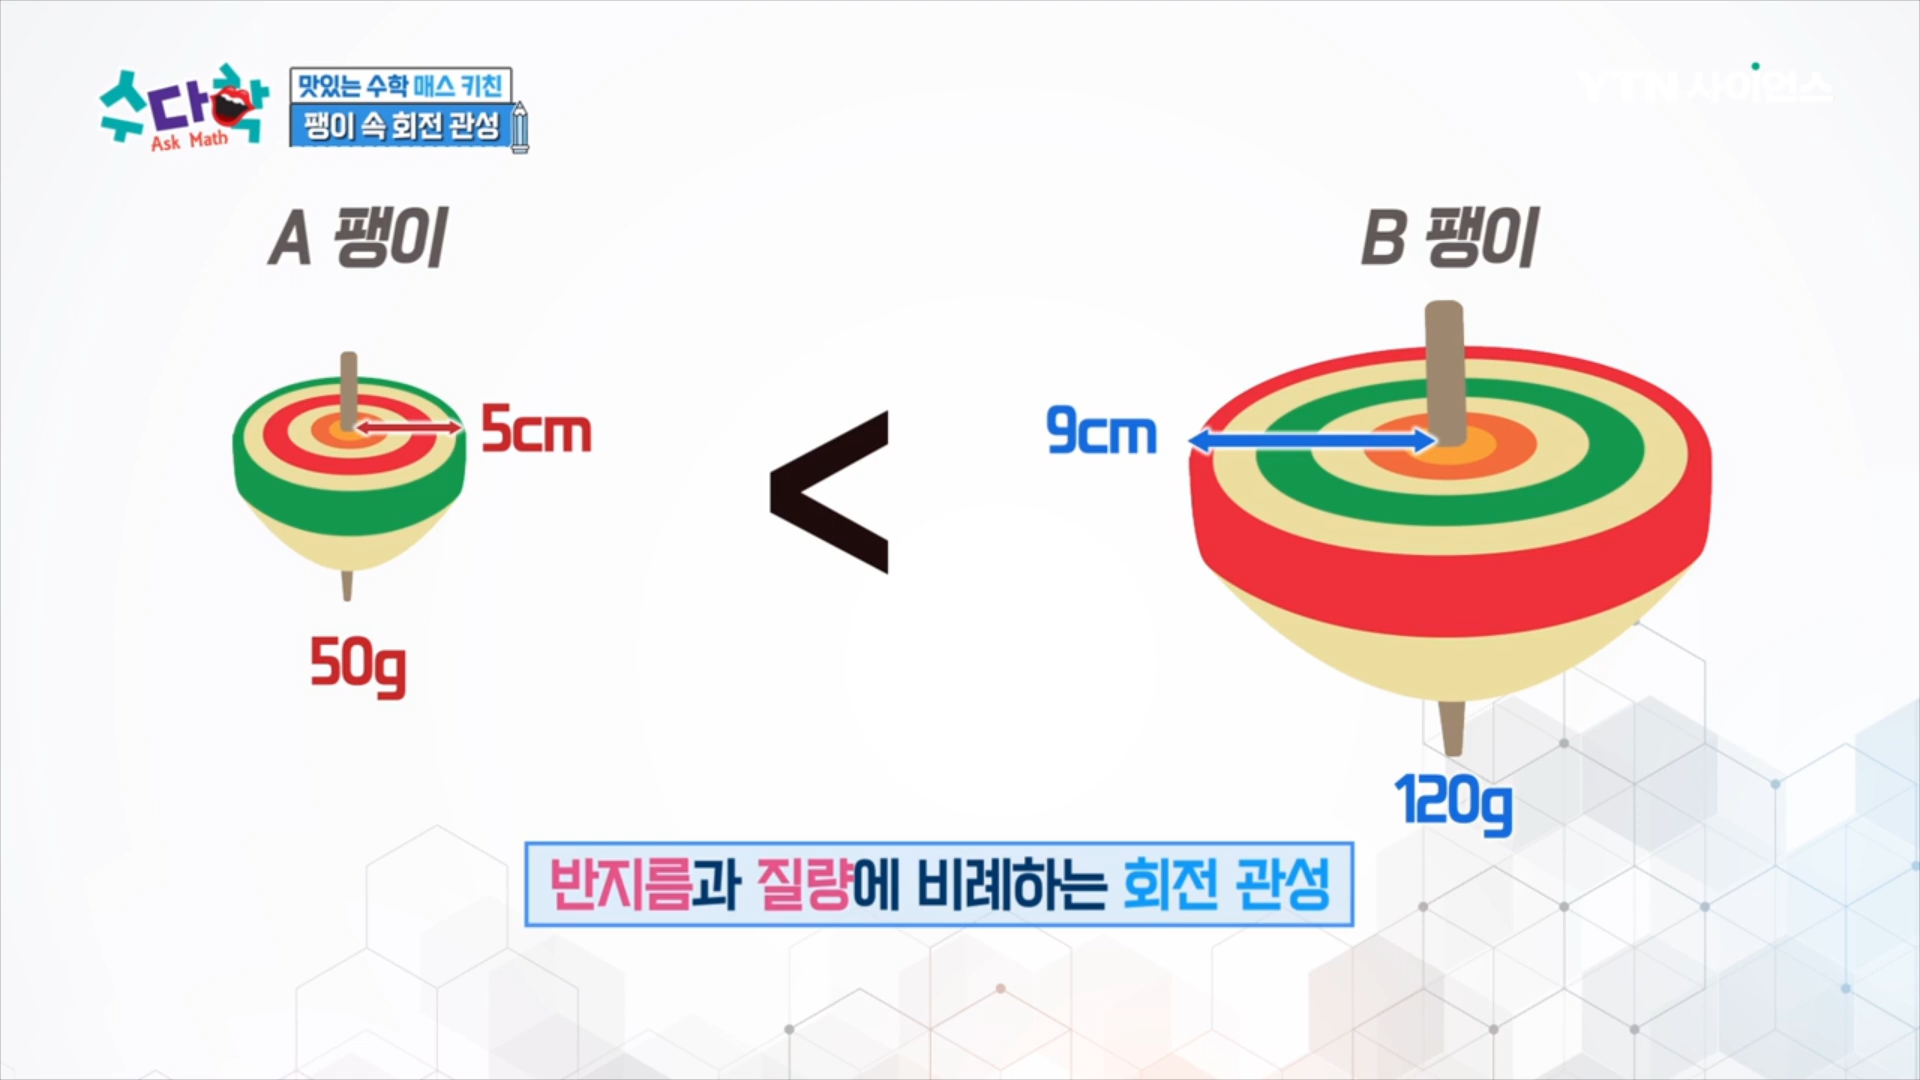 수다학
Ask Math
맛있는 수학 매스 키친
팽이 속 회전 관성
YTN 사이언스
A 팽이
B 팽이
5cm
<
9cm
50g
120g
반지름과 질량에 비례하는 회전 관성